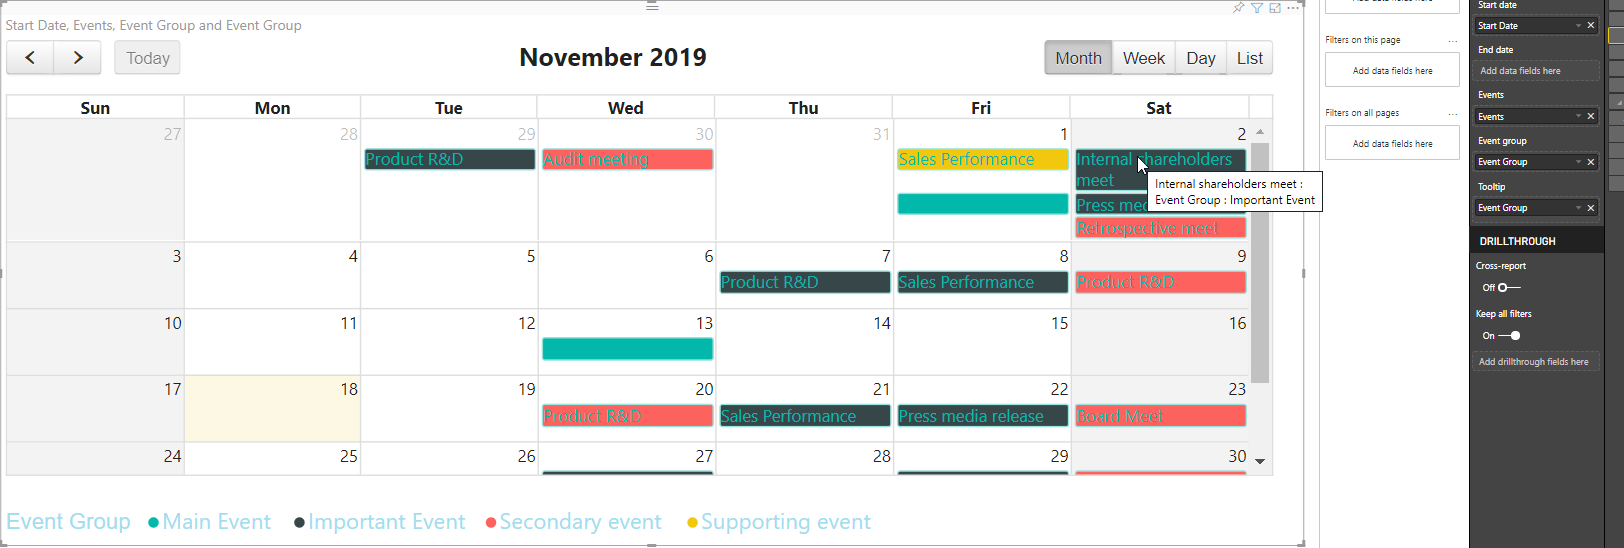 Start Date, Events, Event Group and Event Group
Today
November 2019
Month Week Day List
Sun Mon Tue Wed Thu Fri Sat
27 28 29 30 31 1 2
Product R&D Audit meeting Sales Performance Internal shareholders
meet
Press
Retrospective meet
Internal shareholders meet :
Event Group : Important Event
3 4 5 6 7 8 9
Product R&D Sales Performance Product R&D
10 11 12 13 14 15 16
17 18 19 20 21 22 23
Product R&D Sales Performance Press media release Board Meet
24 25 26 27 28 29 30
Event Group Main Event Important Event Secondary event Supporting event
Add data fields here
Filters on this page ...
Add data fields here
Filters on all pages ...
Add data fields here
Start date
Start Date
End date
Add data fields here
Events
Events
Event group
Event Group
Tooltip
Event Group
DRILLTHROUGH
Cross-report
Off
Keep all filters
On
Add drillthrough fields here